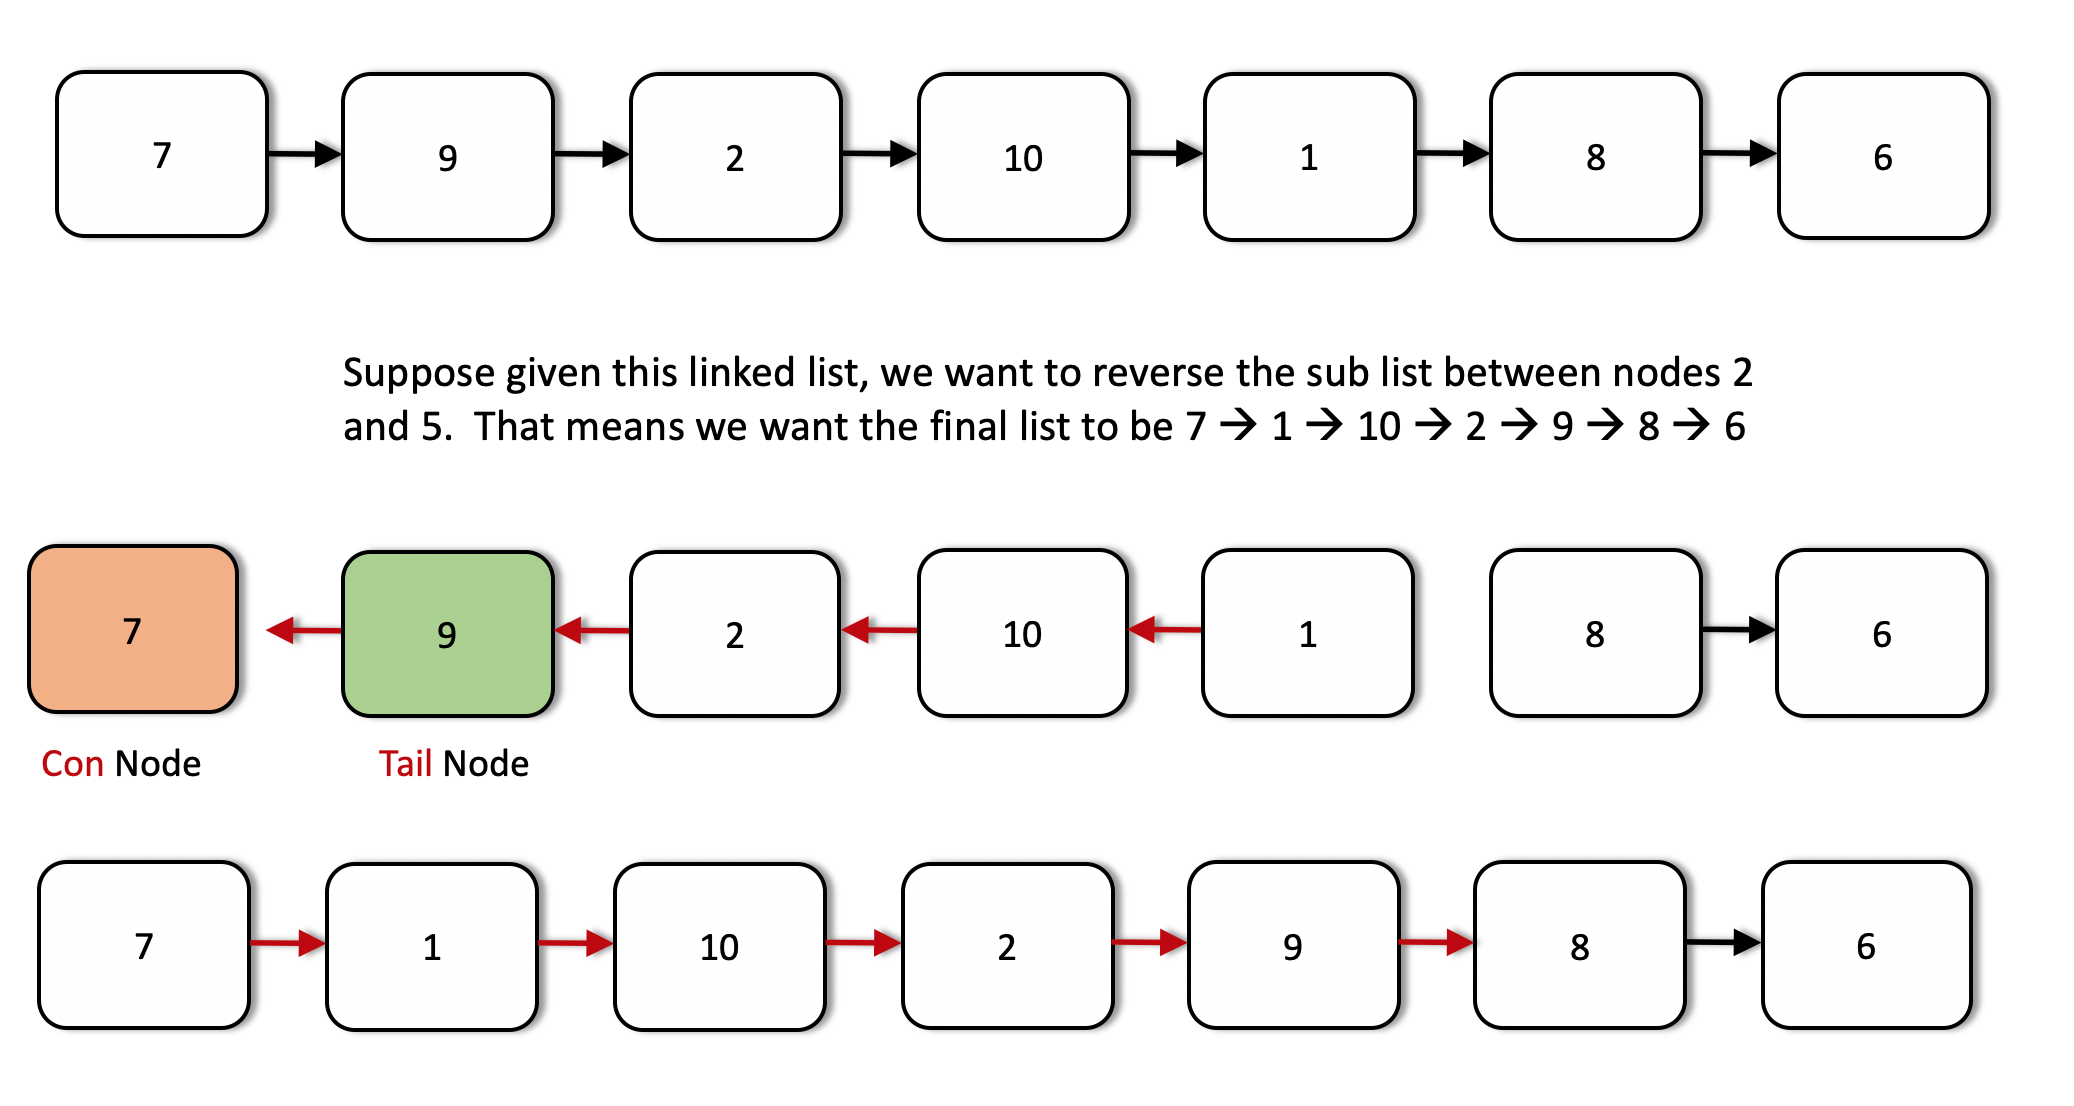 7 9 2 10 1 8 6
Suppose given this linked list, we want to reverse the sub list between nodes 2
and 5. That means we want the final list to be 7 → 1 → 10 → 2 → 9 → 8 → 6
7 9 2 10 1 8 6
Con Node Tail Node
7 1 10 2 9 8 6